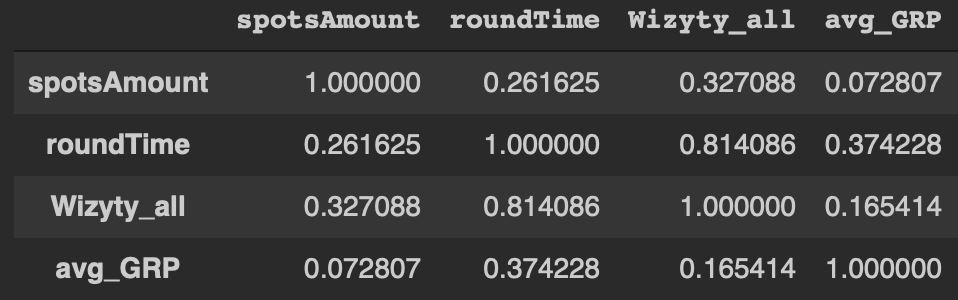 spotsAmount roundTime Wizyty_all avg_GRP
spotsAmount 1.000000 0.261625 0.327088 0.072807
roundTime 0.261625 1.000000 0.814086 0.374228
Wizyty_all 0.327088 0.814086 1.000000 0.165414
avg_GRP 0.072807 0.374228 0.165414 1.000000